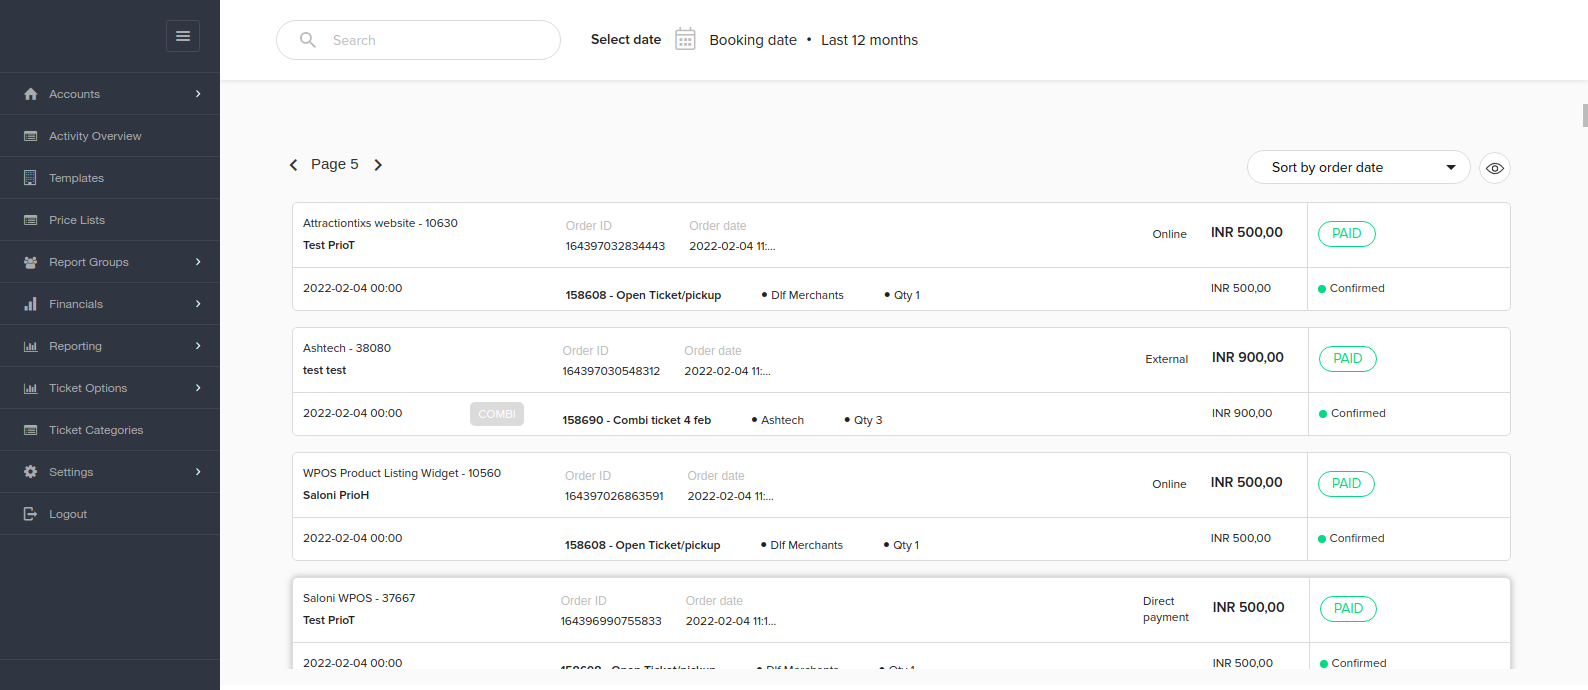 Search
Select date
Booking date • Last 12 months
Accounts
Activity Overview
Templates
Price Lists
Report Groups
Financials
Reporting
Ticket Options
Ticket Categories
Settings
Logout
Page 5
Sort by order date
Attractiontixs website - 10630
Test PrioT
Order ID
164397032834443
Order date
2022-02-04 11:...
Online
INR 500,00
PAID
2022-02-04 00:00
158608 - Open Ticket/pickup
• Dlf Merchants
• Qty 1
INR 500,00
Confirmed
Ashtech - 38080
test test
Order ID
164397030548312
Order date
2022-02-04 11:...
External
INR 900,00
PAID
2022-02-04 00:00
COMBI
158690 - Combi ticket 4 feb
• Ashtech
• Qty 3
INR 900,00
Confirmed
WPOS Product Listing Widget - 10560
Saloni PrioH
Order ID
164397026863591
Order date
2022-02-04 11:...
Online
INR 500,00
PAID
2022-02-04 00:00
158608 - Open Ticket/pickup
• Dlf Merchants
• Qty 1
INR 500,00
Confirmed
Saloni WPOS - 37667
Test PrioT
Order ID
164396990755833
Order date
2022-02-04 11:1...
Direct
payment
INR 500,00
PAID
2022-02-04 00:00
158608 - Open Ticket/pickup
• Dlf Merchants
• Qty 1
INR 500,00
Confirmed